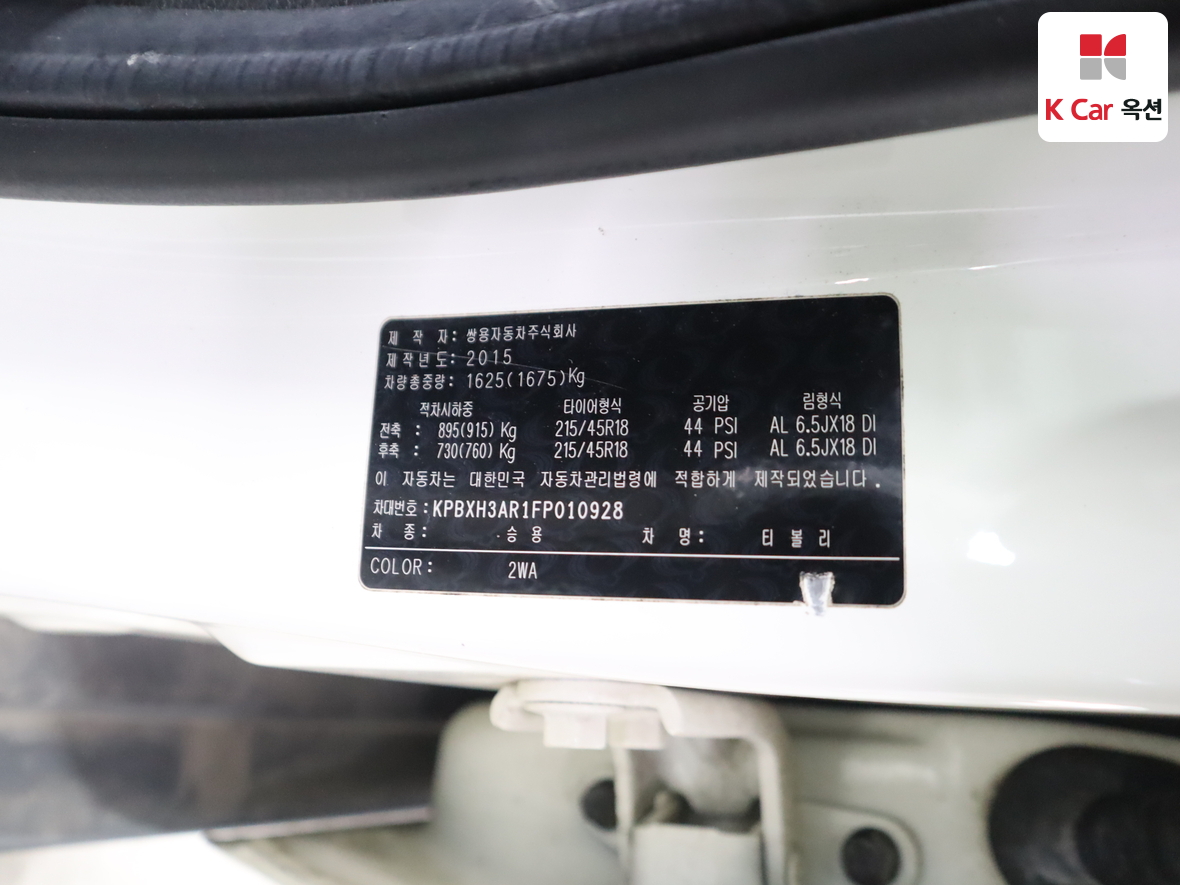 K Car 옥션
제 작 자: 쌍용자동차주식회사
제작년도: 2015
차량총중량: 1625(1675)Kg
적차시하중 타이어형식 공기압 림형식
전축 : 895(915) Kg 215/45R18 44 PSI AL 6.5JX18 DI
후축 : 730(760) Kg 215/45R18 44 PSI AL 6.5JX18 DI
이 자동차는 대한민국 자동차관리법령에 적합하게 제작되었습니다.
차대번호:KPBXH3AR1FP010928
차 종: 승 용 차 명: 티 볼 리
COLOR: 2WA